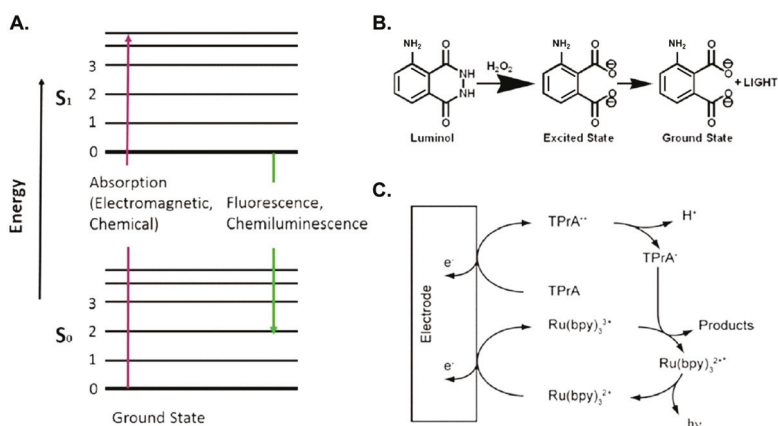 A.
Energy
S₁
3
2
1
0
Absorption
(Electromagnetic,
Chemical)
Fluorescence,
Chemiluminescence
S₀
3
2
1
0
Ground State
B.
NH₂
O
NH
NH
O
Luminol
H₂O₂
NH₂
O
O⊖
O⊖
O
Excited State
NH₂
O
O⊖
O⊖
O
Ground State
+ LIGHT
C.
Electrode
e⁻
TPrA•⁺
H⁺
TPrA•
TPrA
Ru(bpy)₃³⁺
Products
Ru(bpy)₃²⁺*
e⁻
Ru(bpy)₃²⁺
hν